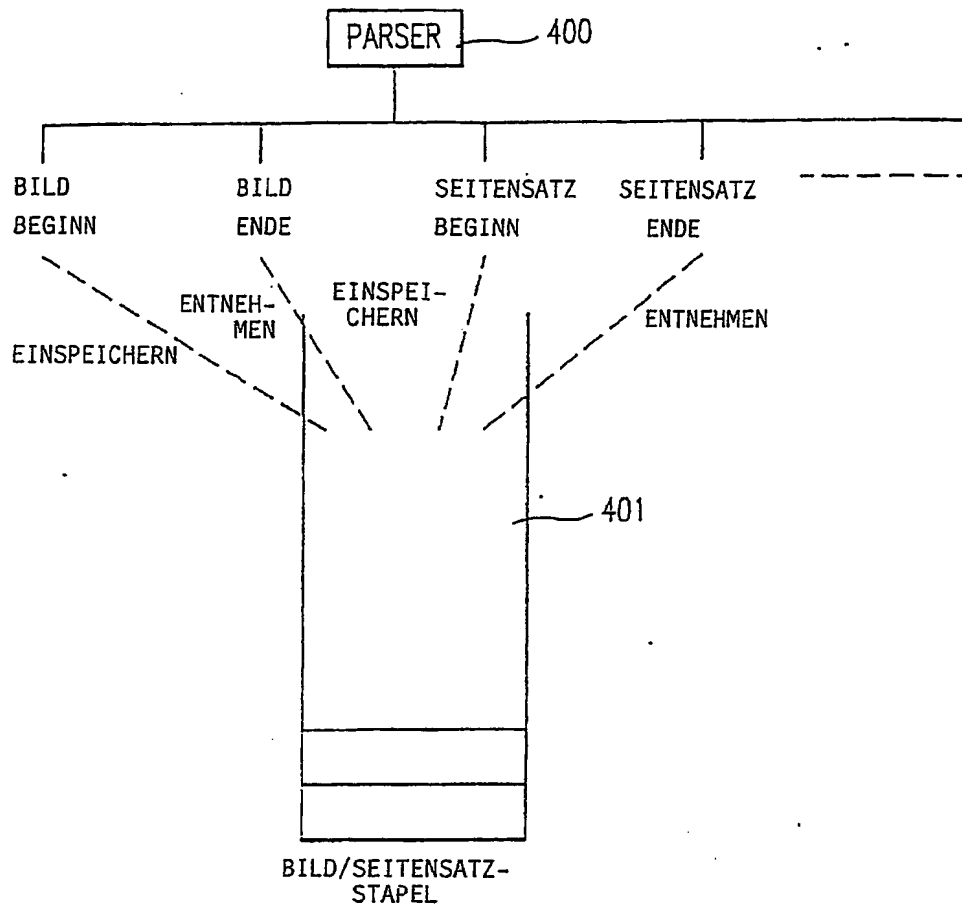 PARSER 400
BILD BEGINN
BILD ENDE
SEITENSATZ BEGINN
SEITENSATZ ENDE
EINSPEICHERN
ENTNEH-
MEN
EINSPEI-
CHERN
ENTNEHMEN
401
BILD/SEITENSATZ-
STAPEL